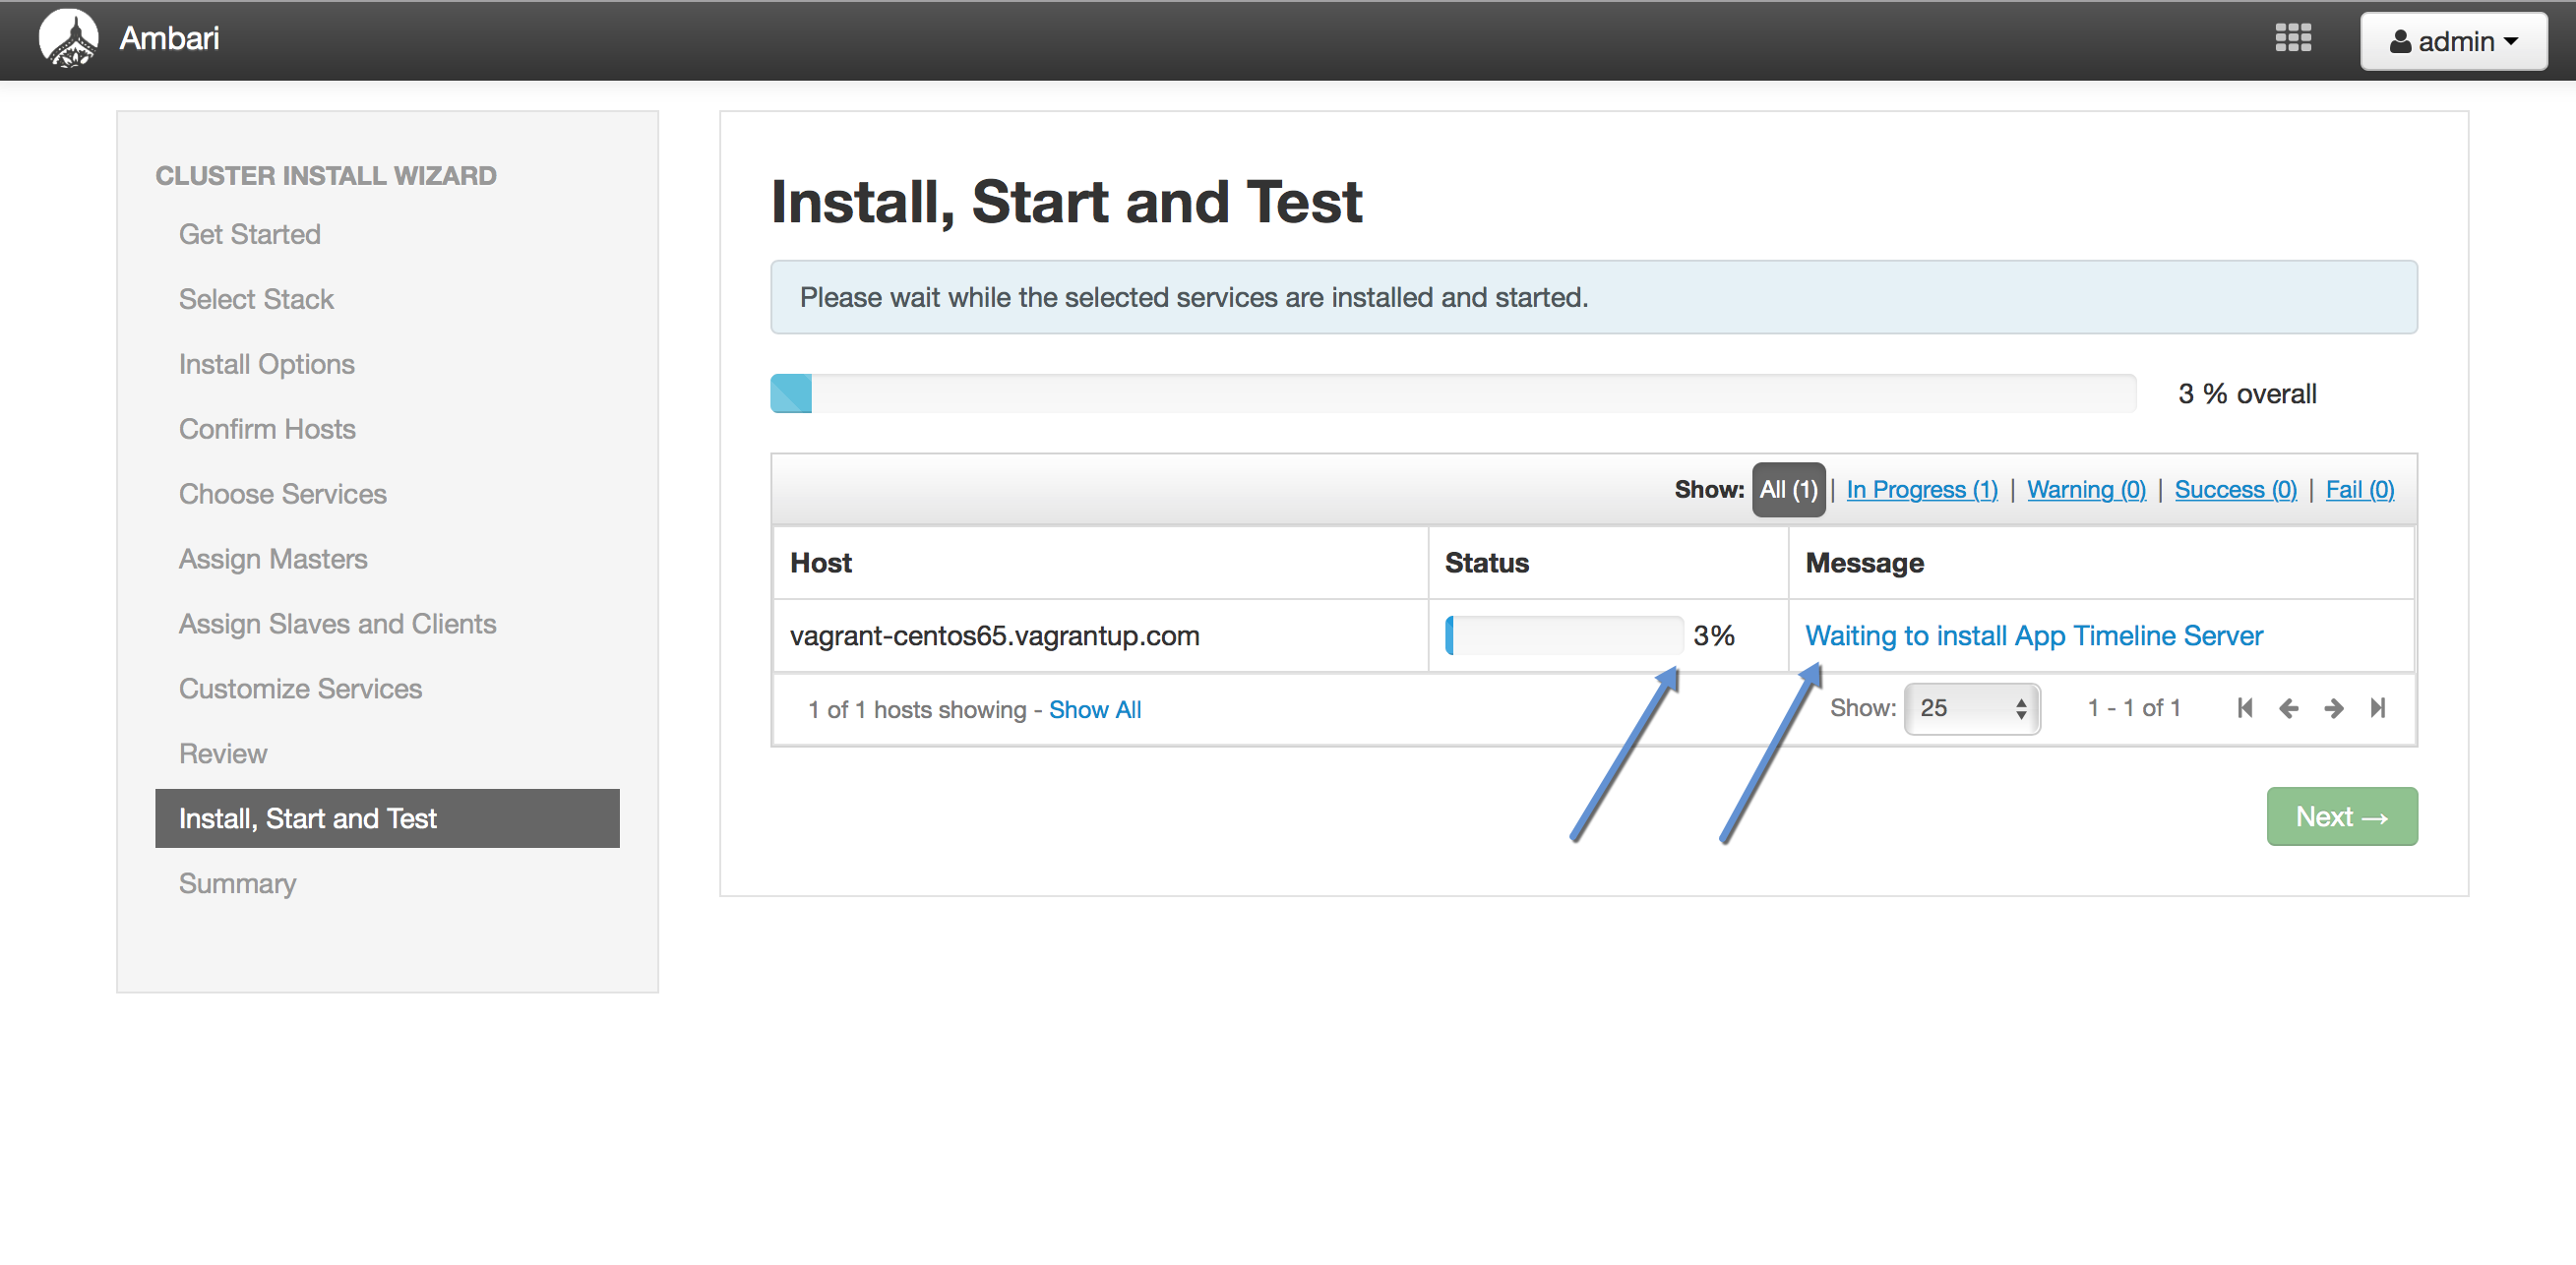 Ambari
admin
CLUSTER INSTALL WIZARD
Get Started
Select Stack
Install Options
Confirm Hosts
Choose Services
Assign Masters
Assign Slaves and Clients
Customize Services
Review
Install, Start and Test
Summary
Install, Start and Test
Please wait while the selected services are installed and started.
3 % overall
Show: All (1) | In Progress (1) | Warning (0) | Success (0) | Fail (0)
Host Status Message
vagrant-centos65.vagrantup.com 3% Waiting to install App Timeline Server
1 of 1 hosts showing - Show All Show: 25 1 - 1 of 1
Next →